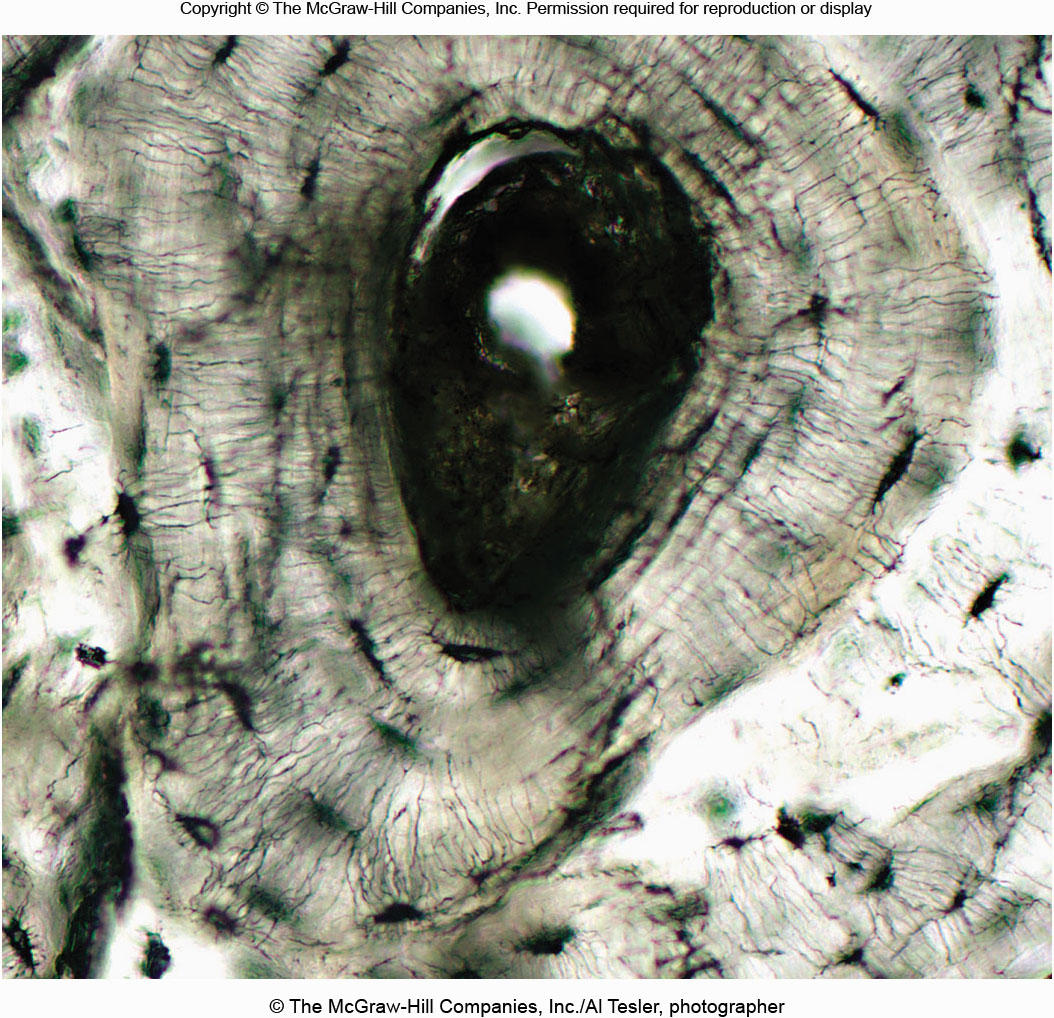 Copyright © The McGraw-Hill Companies, Inc. Permission required for reproduction or display
© The McGraw-Hill Companies, Inc./Al Tesler, photographer